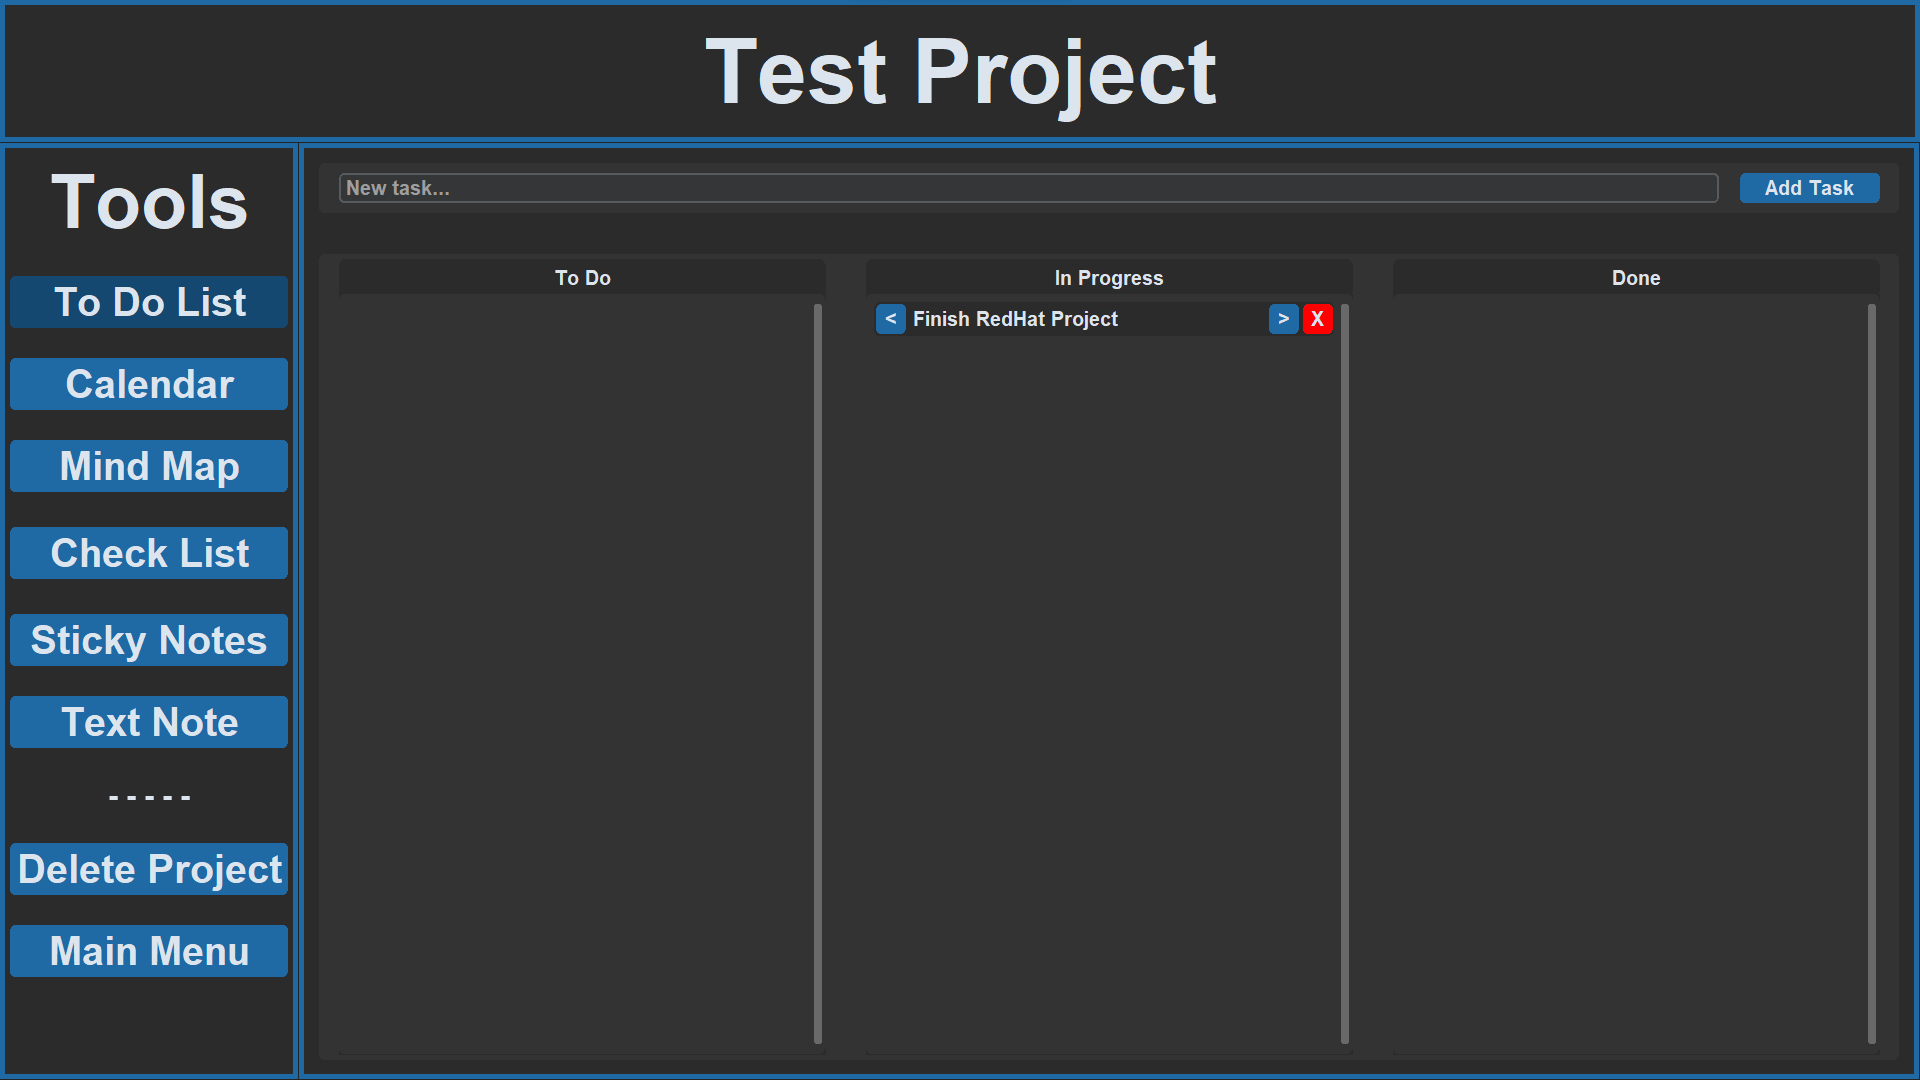 Test Project
Tools
To Do List
Calendar
Mind Map
Check List
Sticky Notes
Text Note
- - - - -
Delete Project
Main Menu
New task...
Add Task
To Do
In Progress
< Finish RedHat Project > X
Done